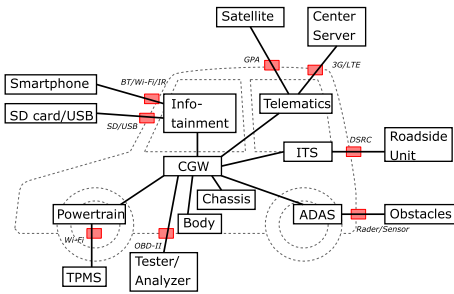 Satellite
Center
Server
GPA
3G/LTE
BT/Wi-Fi/IR
Smartphone
Info-
tainment
Telematics
SD card/USB
SD/USB
DSRC
Roadside
Unit
ITS
CGW
Chassis
Powertrain
Body
ADAS
Obstacles
Rader/Sensor
Wi-Fi
OBD-II
Tester/
Analyzer
TPMS